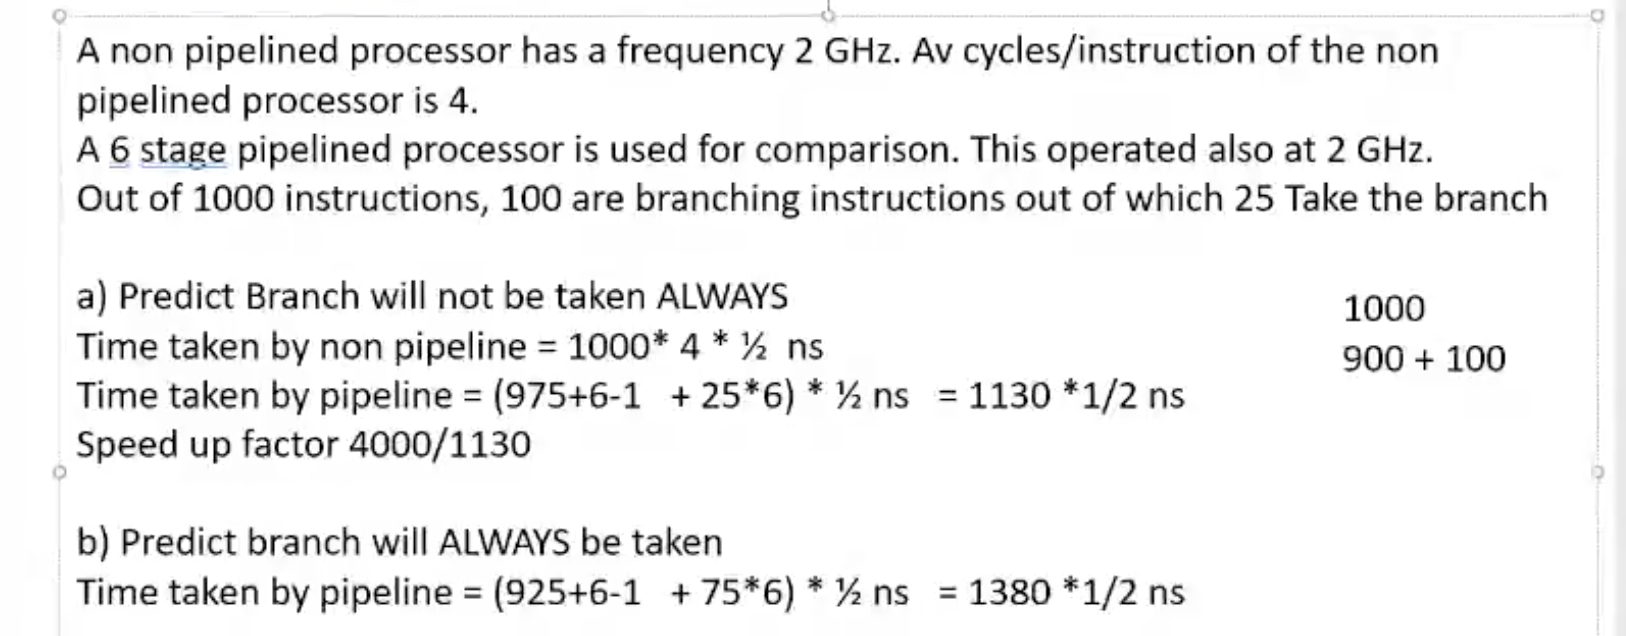 A non pipelined processor has a frequency 2 GHz. Av cycles/instruction of the non
pipelined processor is 4.
A 6 stage pipelined processor is used for comparison. This operated also at 2 GHz.
Out of 1000 instructions, 100 are branching instructions out of which 25 Take the branch
a) Predict Branch will not be taken ALWAYS
1000
Time taken by non pipeline = 1000* 4 * ½ ns
900 + 100
Time taken by pipeline = (975+6-1 + 25*6) * ½ ns = 1130 *1/2 ns
Speed up factor 4000/1130
b) Predict branch will ALWAYS be taken
Time taken by pipeline = (925+6-1 + 75*6) * ½ ns = 1380 *1/2 ns